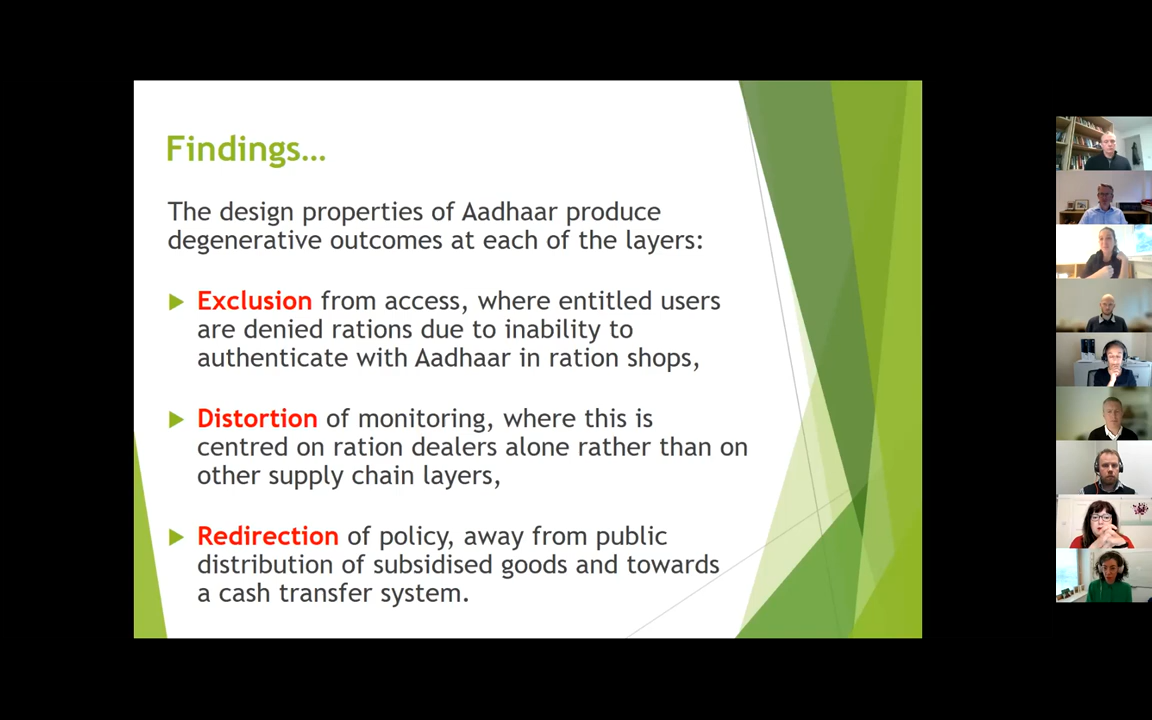 Findings…
The design properties of Aadhaar produce
degenerative outcomes at each of the layers:
Exclusion from access, where entitled users
are denied rations due to inability to
authenticate with Aadhaar in ration shops,
Distortion of monitoring, where this is
centred on ration dealers alone rather than on
other supply chain layers,
Redirection of policy, away from public
distribution of subsidised goods and towards
a cash transfer system.